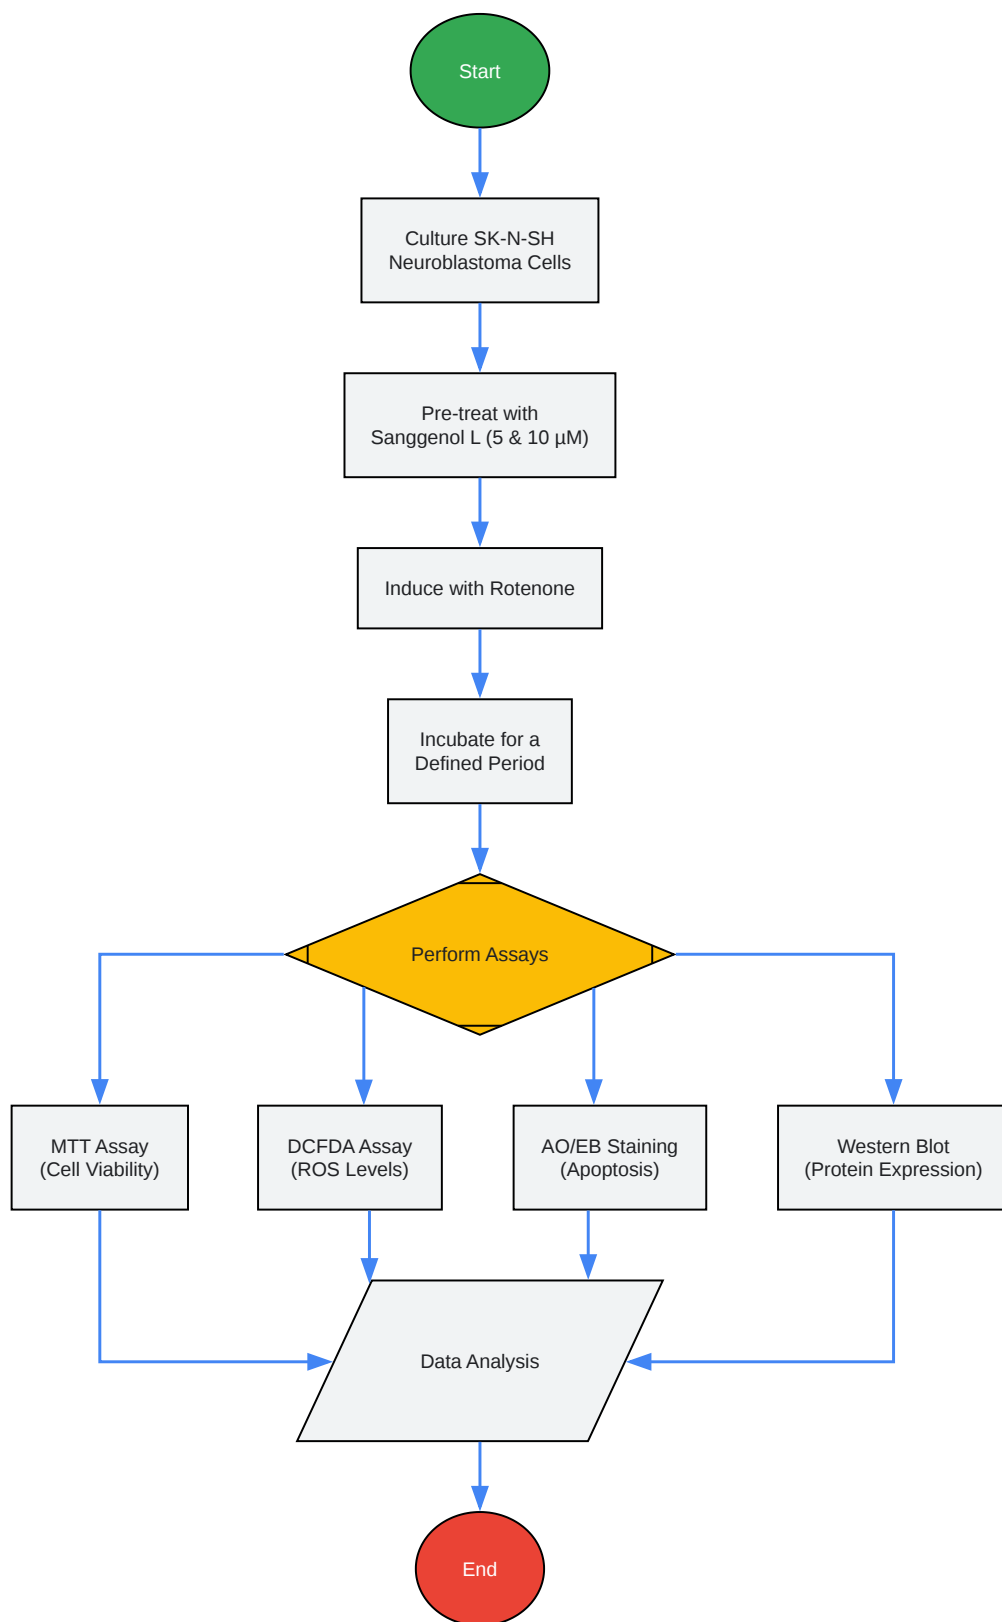 Start
Culture SK-N-SH
Neuroblastoma Cells
Pre-treat with
Sanggenol L (5 & 10 µM)
Induce with Rotenone
Incubate for a
Defined Period
Perform Assays
MTT Assay
(Cell Viability)
DCFDA Assay
(ROS Levels)
AO/EB Staining
(Apoptosis)
Western Blot
(Protein Expression)
Data Analysis
End